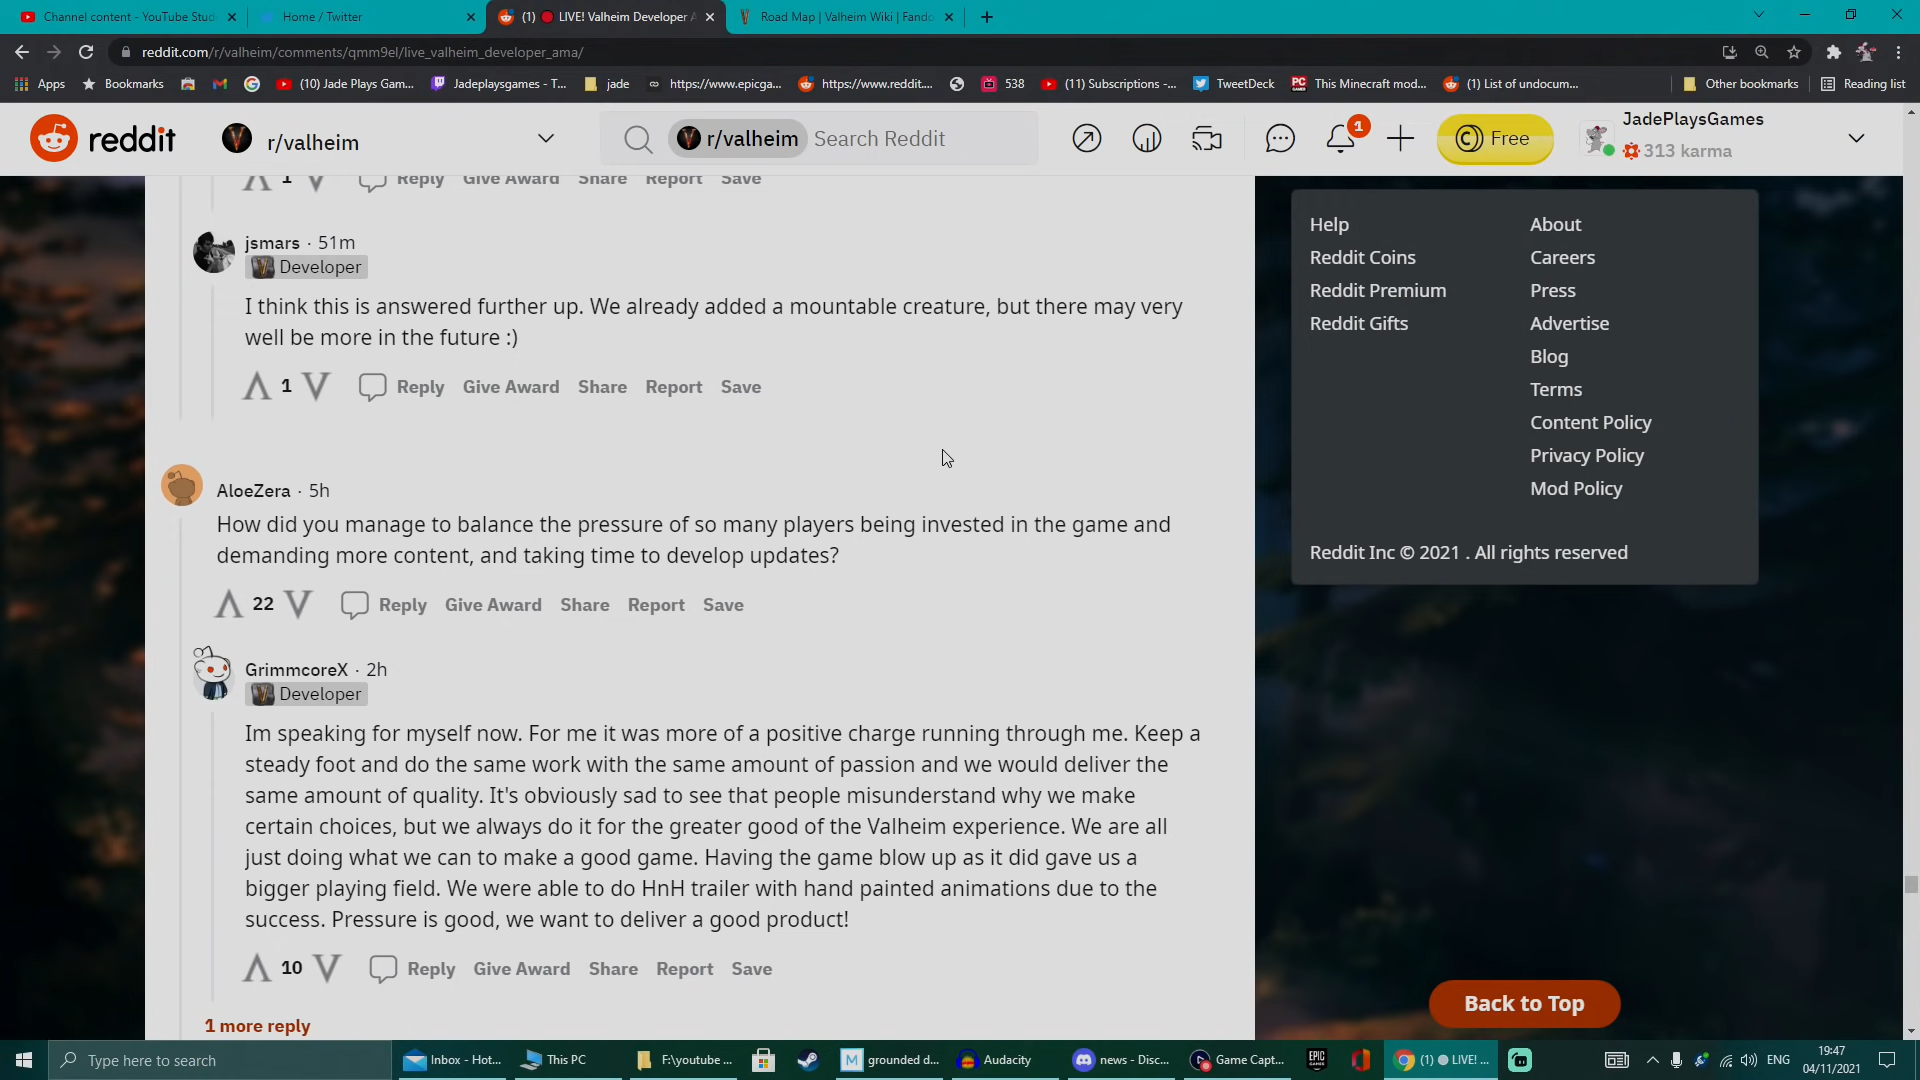 Channel content - YouTube Stud
Home / Twitter
(1) LIVE! Valheim Developer A
Road Map | Valheim Wiki | Fando
reddit.com/r/valheim/comments/qmm9el/live_valheim_developer_ama/
Apps
Bookmarks
(10) Jade Plays Gam...
Jadeplaysgames - T...
jade
https://www.epicga...
https://www.reddit....
538
(11) Subscriptions -...
TweetDeck
This Minecraft mod...
(1) List of undocum...
Other bookmarks
Reading list
reddit
r/valheim
r/valheim
Search Reddit
1
Free
JadePlaysGames
313 karma
1 Reply Give Award Share Report Save
jsmars · 51m
Developer
I think this is answered further up. We already added a mountable creature, but there may very
well be more in the future :)
1 Reply Give Award Share Report Save
AloeZera · 5h
How did you manage to balance the pressure of so many players being invested in the game and
demanding more content, and taking time to develop updates?
22 Reply Give Award Share Report Save
GrimmcoreX · 2h
Developer
Im speaking for myself now. For me it was more of a positive charge running through me. Keep a
steady foot and do the same work with the same amount of passion and we would deliver the
same amount of quality. It's obviously sad to see that people misunderstand why we make
certain choices, but we always do it for the greater good of the Valheim experience. We are all
just doing what we can to make a good game. Having the game blow up as it did gave us a
bigger playing field. We were able to do HnH trailer with hand painted animations due to the
success. Pressure is good, we want to deliver a good product!
10 Reply Give Award Share Report Save
1 more reply
Help
Reddit Coins
Reddit Premium
Reddit Gifts
About
Careers
Press
Advertise
Blog
Terms
Content Policy
Privacy Policy
Mod Policy
Reddit Inc © 2021 . All rights reserved
Back to Top
Type here to search
Inbox - Hot...
This PC
F:\youtube ...
grounded d...
Audacity
news - Disc...
Game Capt...
EPIC GAMES
(1) LIVE! ...
ENG
19:47
04/11/2021